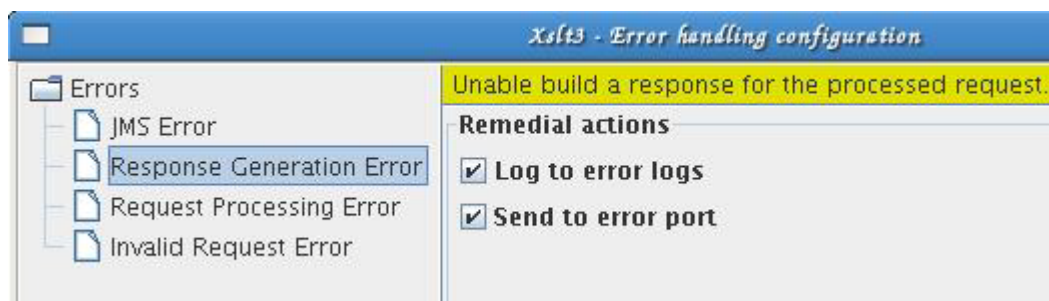 Xslt3 - Error handling configuration
Errors
JMS Error
Response Generation Error
Request Processing Error
Invalid Request Error
Unable build a response for the processed request.
Remedial actions
Log to error logs
Send to error port